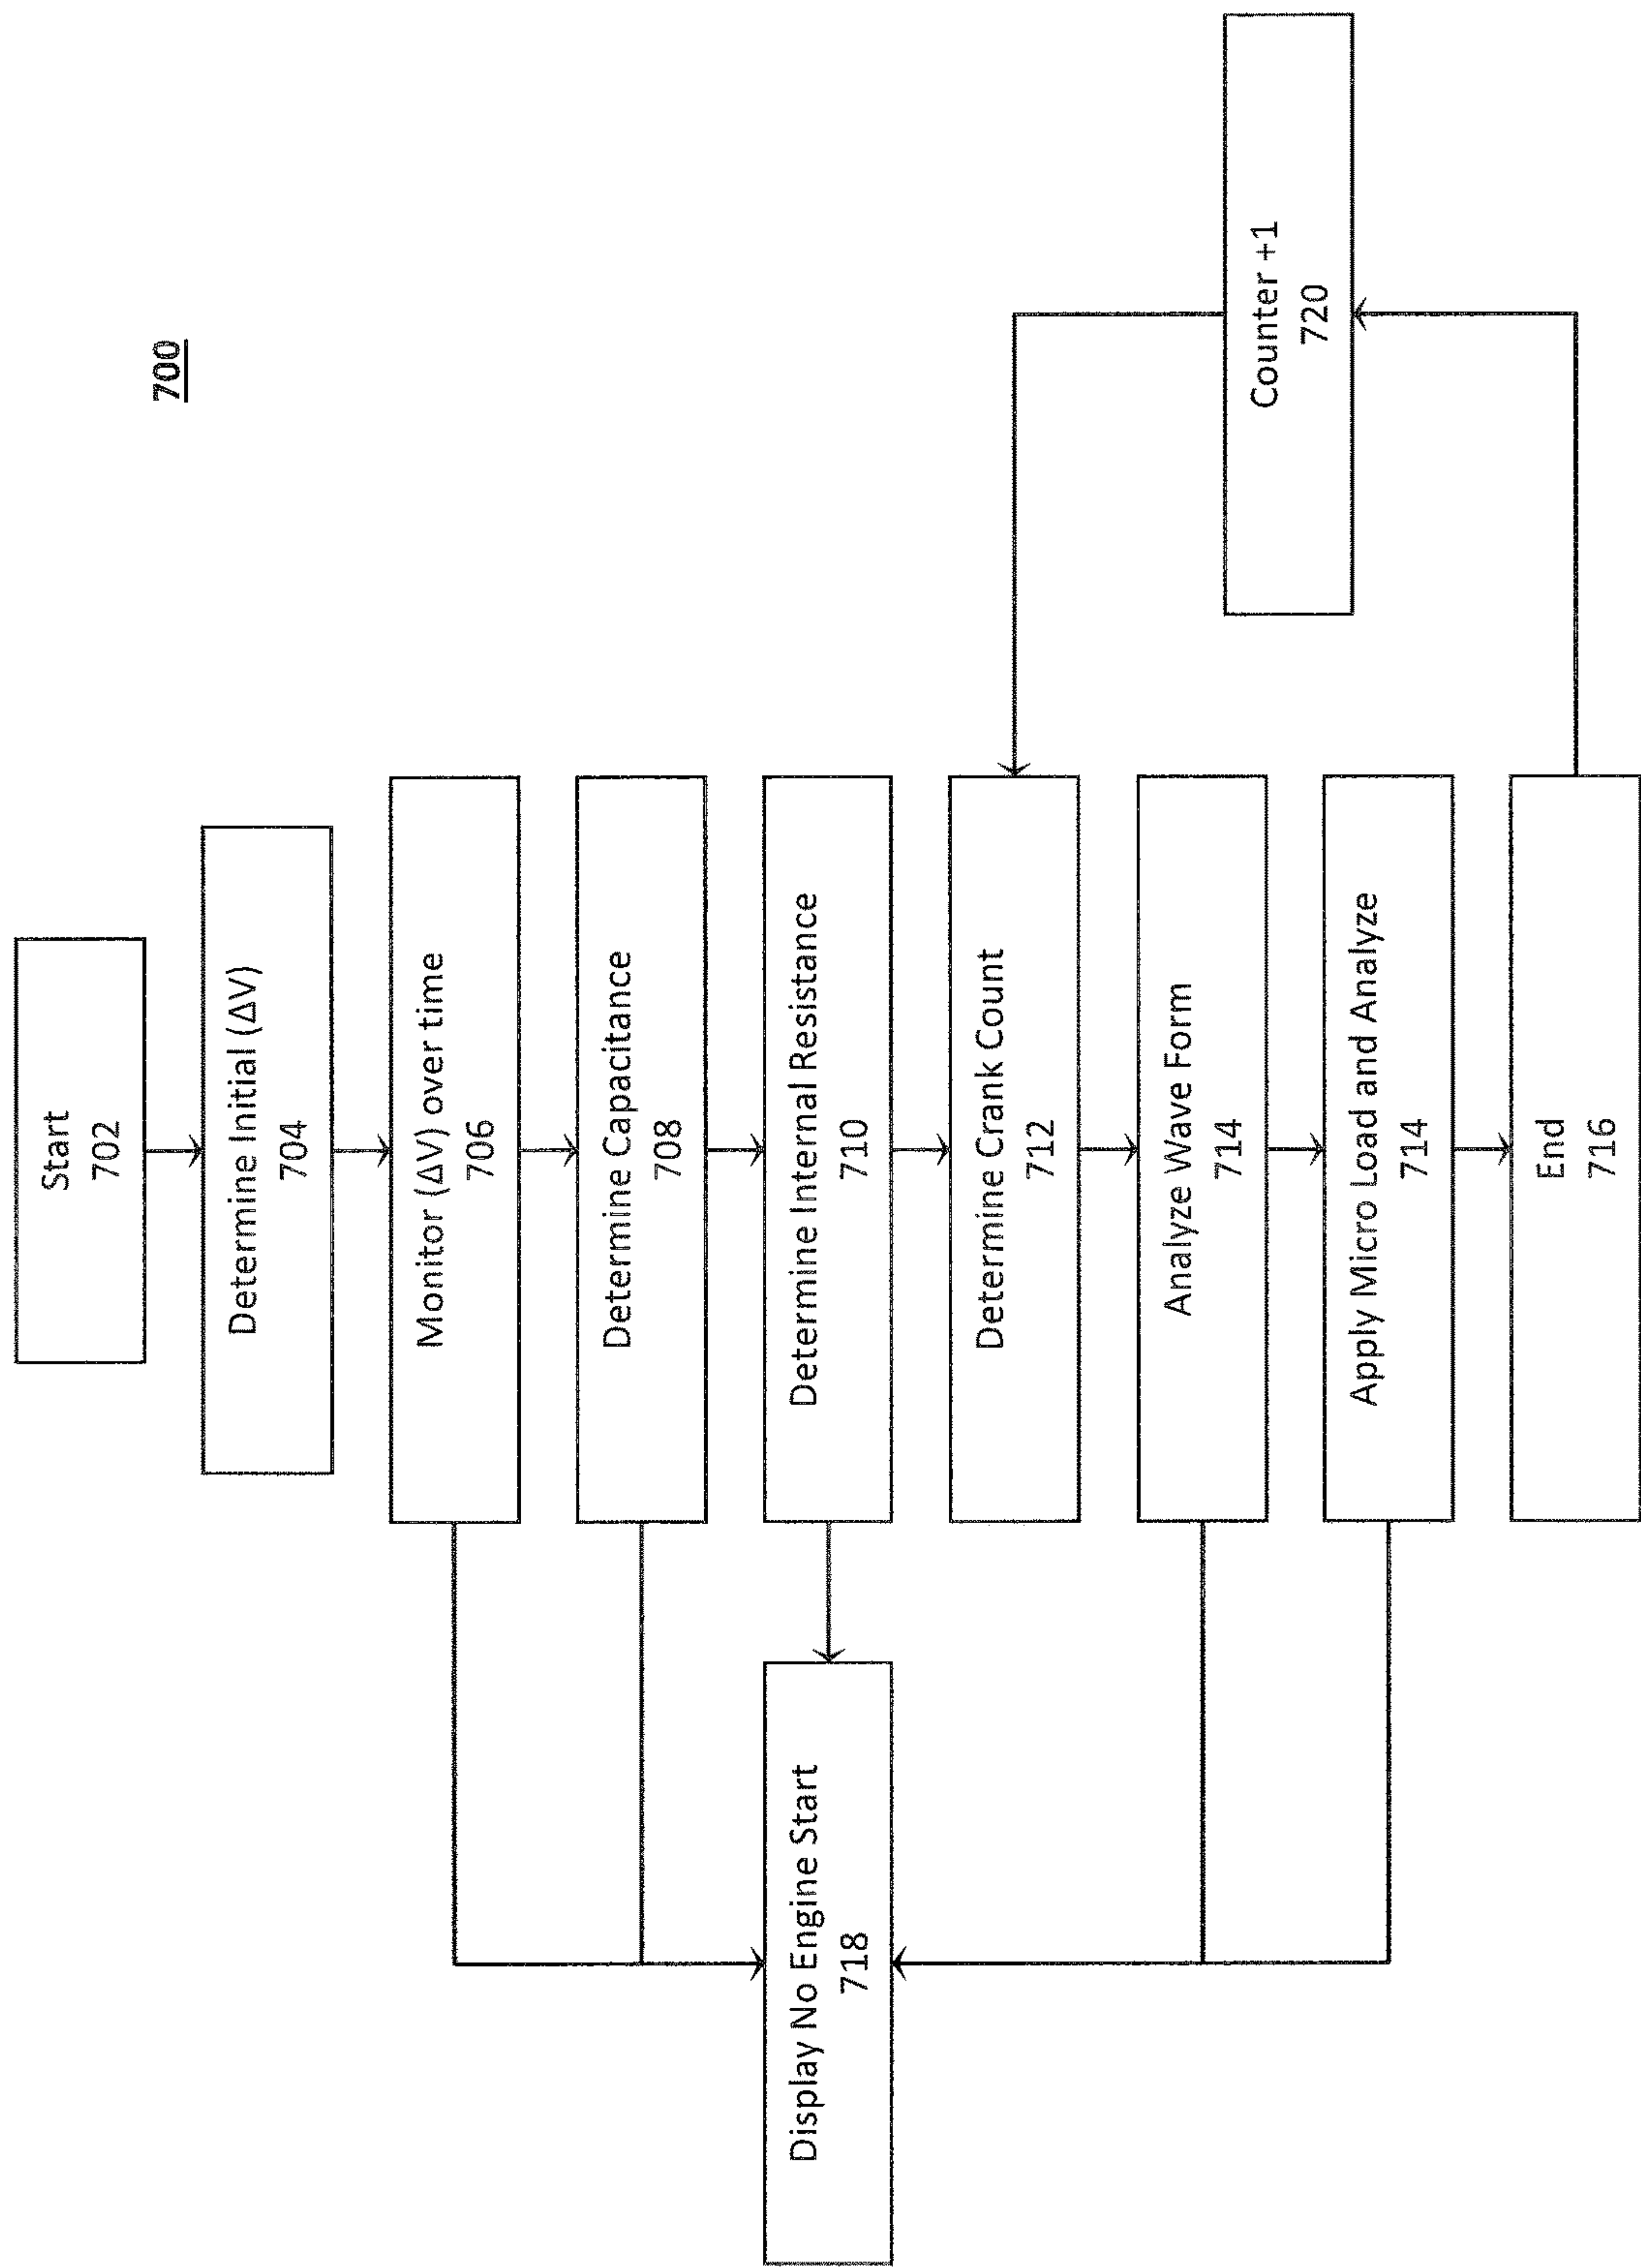 700
Start
702
Determine Initial (ΔV)
704
Monitor (ΔV) over time
706
Determine Capacitance
708
Determine Internal Resistance
710
Display No Engine Start
718
Determine Crank Count
712
Counter +1
720
Analyze Wave Form
714
Apply Micro Load and Analyze
714
End
716